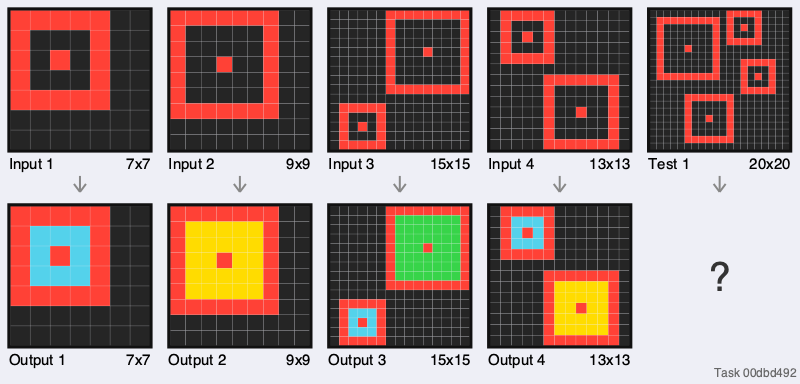 Input 1 7x7
Input 2 9x9
Input 3 15x15
Input 4 13x13
Test 1 20x20
Output 1 7x7
Output 2 9x9
Output 3 15x15
Output 4 13x13
?
Task 00dbd492